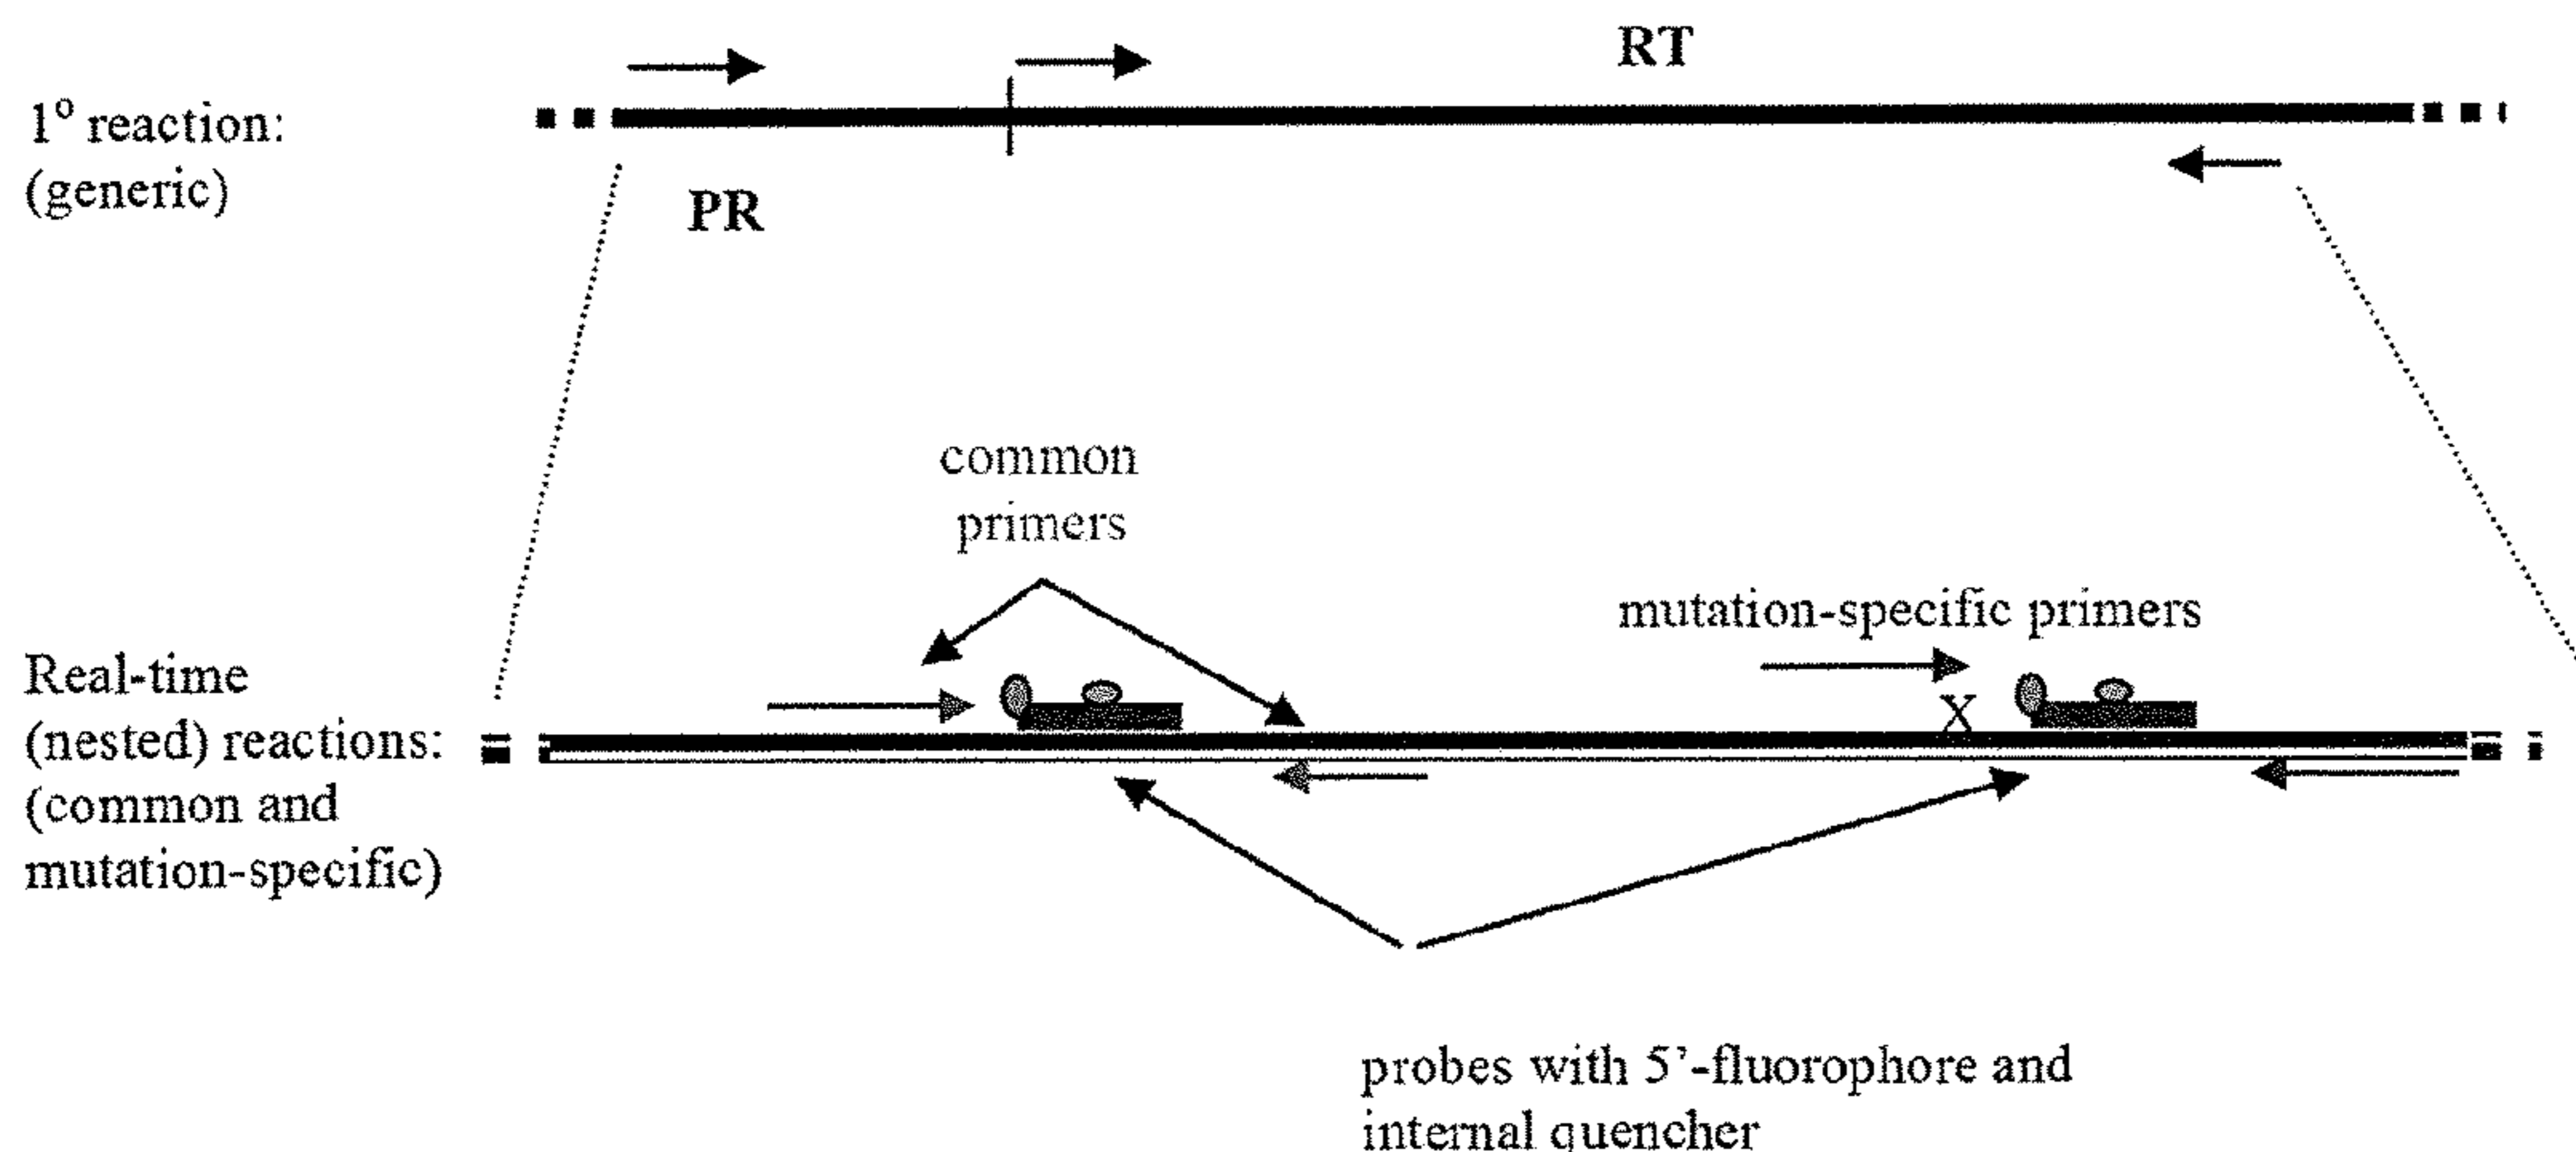 RT
1º reaction:
(generic)
PR
common
primers
mutation-specific primers
X
Real-time
(nested) reactions:
(common and
mutation-specific)
probes with 5’-fluorophore and
internal quencher